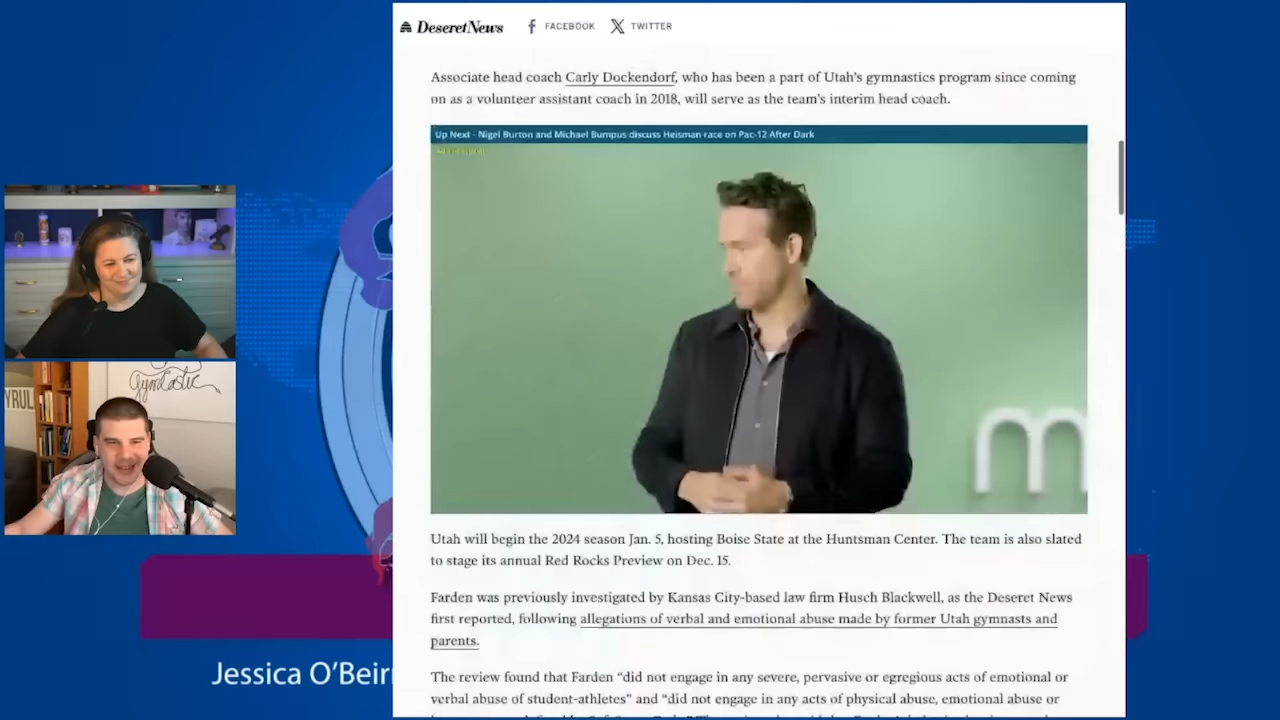 DeseretNews
FACEBOOK
TWITTER
Associate head coach Carly Dockendorf, who has been a part of Utah's gymnastics program since coming
on as a volunteer assistant coach in 2018, will serve as the team's interim head coach.
Up Next - Nigel Burton and Michael Bumpus discuss Heisman race on Pac-12 After Dark
m
Utah will begin the 2024 season Jan. 5, hosting Boise State at the Huntsman Center. The team is also slated
to stage its annual Red Rocks Preview on Dec. 15.
Farden was previously investigated by Kansas City-based law firm Husch Blackwell, as the Deseret News
first reported, following allegations of verbal and emotional abuse made by former Utah gymnasts and
parents.
The review found that Farden “did not engage in any severe, pervasive or egregious acts of emotional or
verbal abuse of student-athletes” and “did not engage in any acts of physical abuse, emotional abuse or
YRUL
GymCastic
Jessica O'Beir